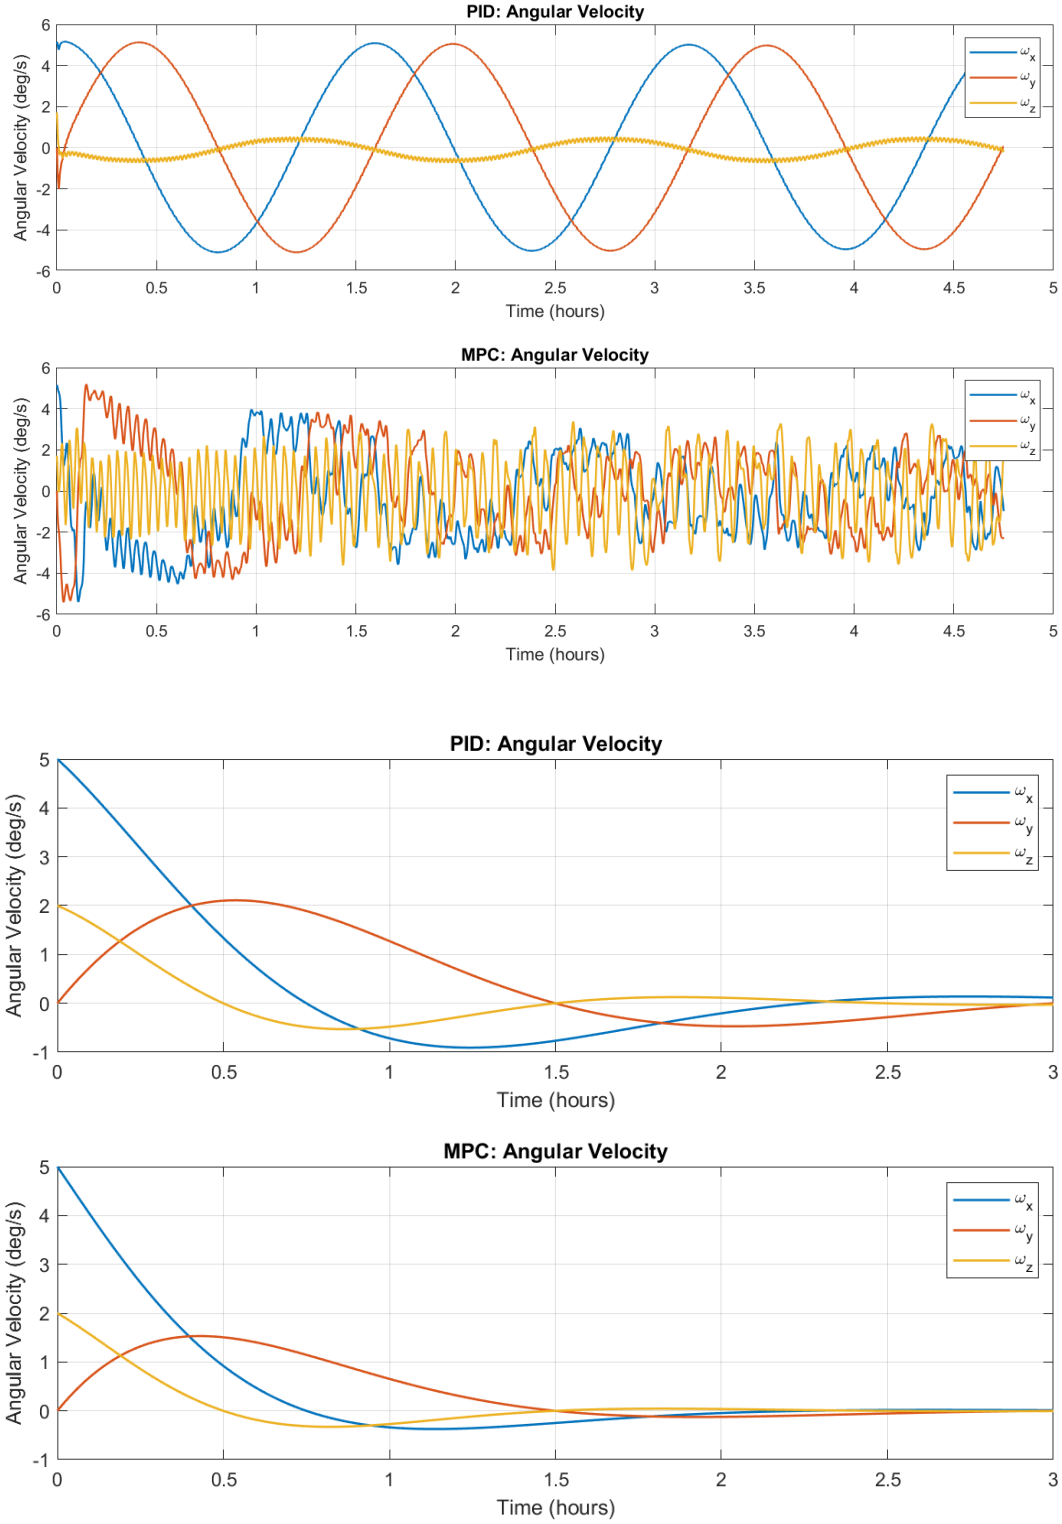 PID: Angular Velocity
Angular Velocity (deg/s)
6
4
2
0
-2
-4
-6
0 0.5 1 1.5 2 2.5 3 3.5 4 4.5 5
Time (hours)
ωx
ωy
ωz
MPC: Angular Velocity
Angular Velocity (deg/s)
6
4
2
0
-2
-4
-6
0 0.5 1 1.5 2 2.5 3 3.5 4 4.5 5
Time (hours)
ωx
ωy
ωz
PID: Angular Velocity
Angular Velocity (deg/s)
5
4
3
2
1
0
-1
0 0.5 1 1.5 2 2.5 3
Time (hours)
ωx
ωy
ωz
MPC: Angular Velocity
Angular Velocity (deg/s)
5
4
3
2
1
0
-1
0 0.5 1 1.5 2 2.5 3
Time (hours)
ωx
ωy
ωz